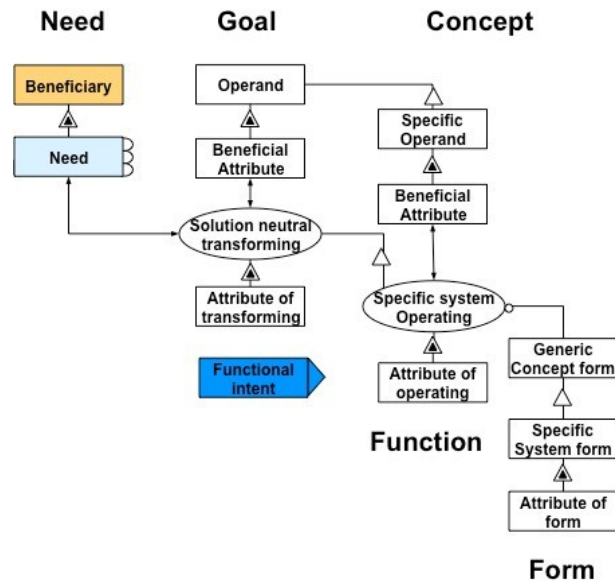 Need
Goal
Concept
Beneficiary
Operand
Need
Beneficial
Attribute
Specific
Operand
Beneficial
Attribute
Solution neutral
transforming
Attribute of
transforming
Specific system
Operating
Functional
intent
Attribute of
operating
Generic
Concept form
Function
Specific
System form
Attribute of
form
Form